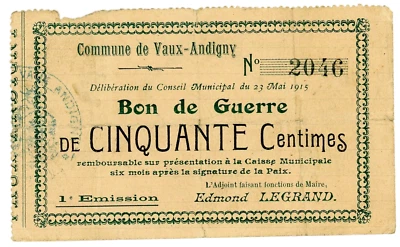 Commune de Vaux-Andigny
Nº 2046
Délibération du Conseil Municipal du 23 Mai 1915
Bon de Guerre
DE CINQUANTE Centimes
remboursable sur présentation à la Caisse Municipale
six mois après la signature de la Paix.
L'Adjoint faisant fonctions de Maire,
1e Emission
Edmond LEGRAND.